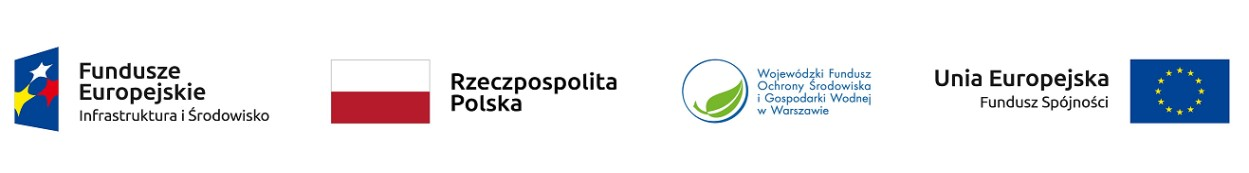 Fundusze
Europejskie
Infrastruktura i Środowisko
Rzeczpospolita
Polska
Wojewódzki Fundusz
Ochrony Środowiska
i Gospodarki Wodnej
w Warszawie
Unia Europejska
Fundusz Spójności